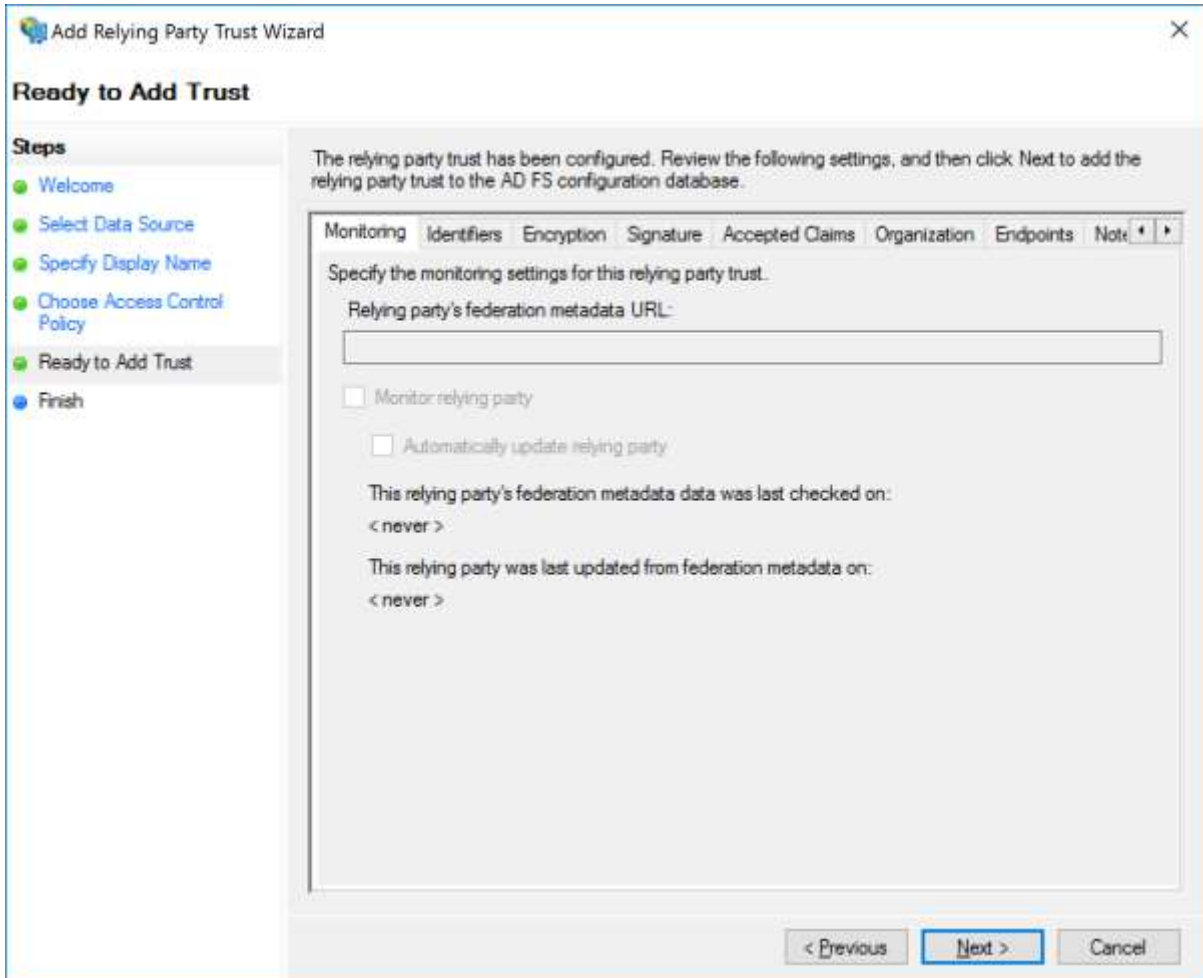 Add Relying Party Trust Wizard
Ready to Add Trust
Steps
Welcome
Select Data Source
Specify Display Name
Choose Access Control
Policy
Ready to Add Trust
Finish
The relying party trust has been configured. Review the following settings, and then click Next to add the
relying party trust to the AD FS configuration database.
Monitoring Identifiers Encryption Signature Accepted Claims Organization Endpoints Note
Specify the monitoring settings for this relying party trust.
Relying party's federation metadata URL:
Monitor relying party
Automatically update relying party
This relying party's federation metadata data was last checked on:
< never >
This relying party was last updated from federation metadata on:
< never >
< Previous Next > Cancel